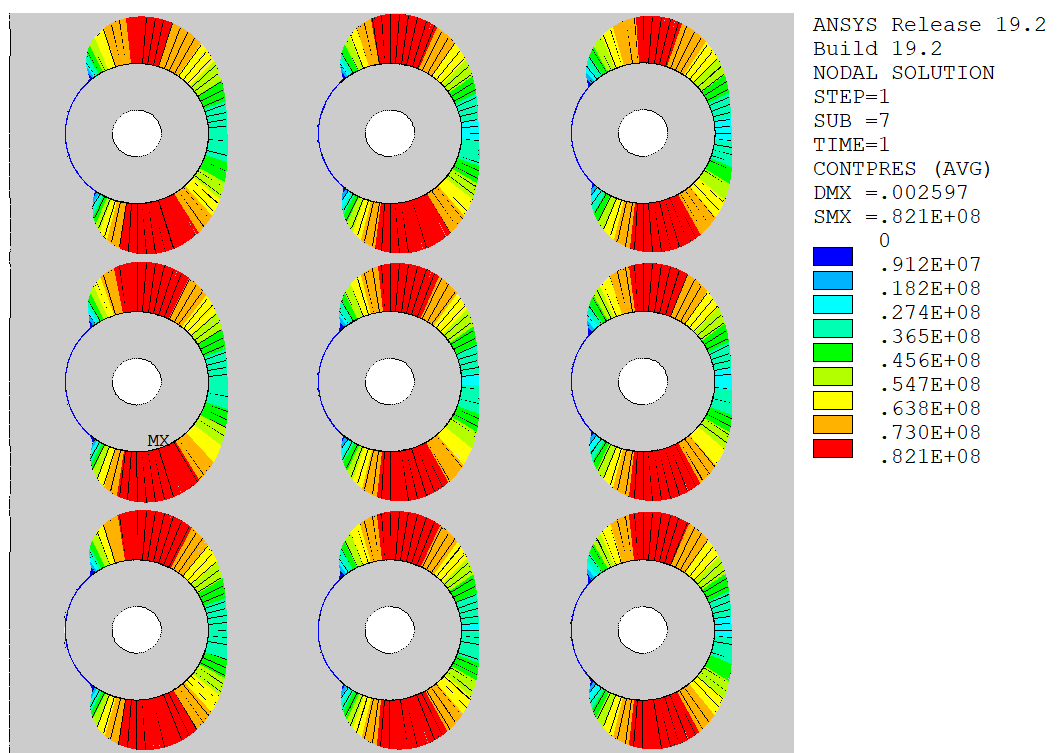 ANSYS Release 19.2
Build 19.2
NODAL SOLUTION
STEP=1
SUB =7
TIME=1
CONTPRES (AVG)
DMX =.002597
SMX =.821E+08
0
.912E+07
.182E+08
.274E+08
.365E+08
.456E+08
.547E+08
.638E+08
.730E+08
.821E+08
MX